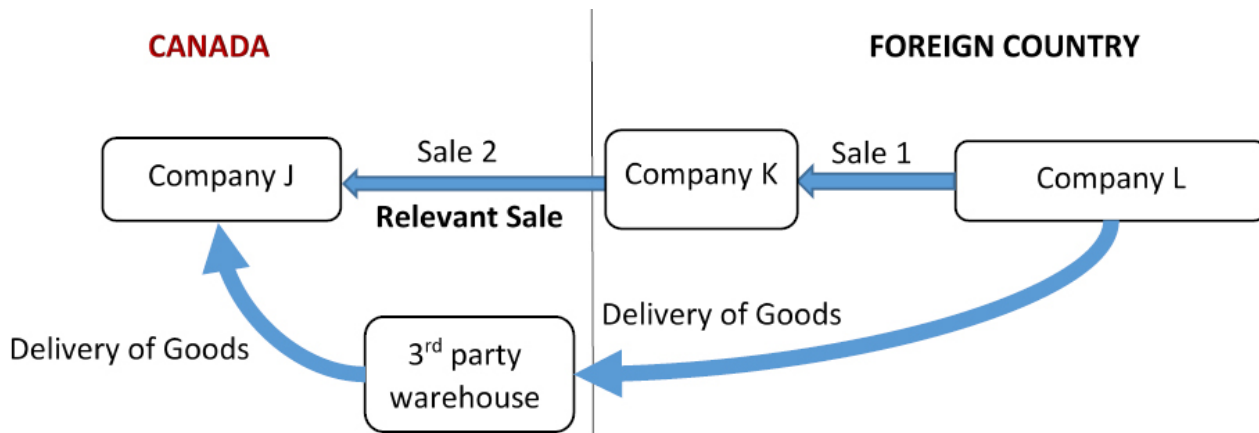 CANADA
FOREIGN COUNTRY
Sale 2
Sale 1
Company J
Company K
Company L
Relevant Sale
Delivery of Goods
Delivery of Goods
3rd party
warehouse